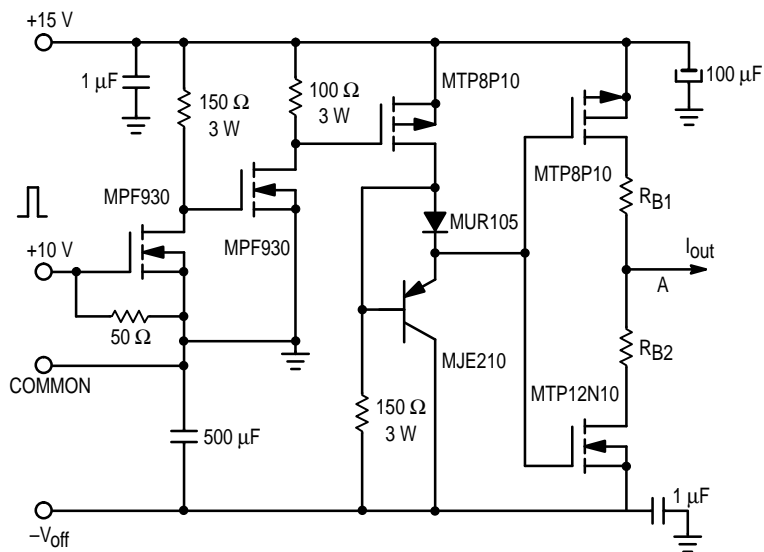 +15 V
1 μF
150 Ω
3 W
100 Ω
3 W
MTP8P10
100 μF
MPF930
MPF930
MTP8P10
RB1
MUR105
+10 V
50 Ω
Iout
A
COMMON
MJE210
RB2
MTP12N10
500 μF
150 Ω
3 W
1 μF
–Voff